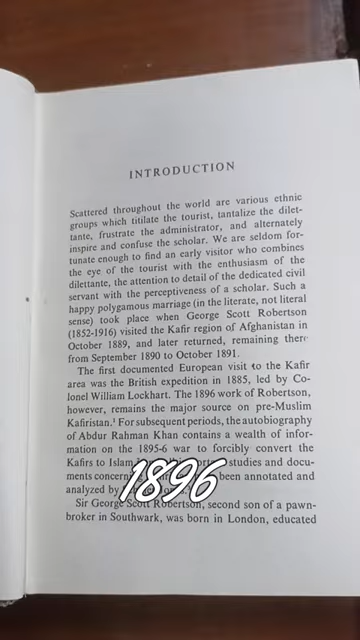 INTRODUCTION
Scattered throughout the world are various ethnic
groups which titilate the tourist, tantalize the dilet-
tante, frustrate the administrator, and alternately
inspire and confuse the scholar. We are seldom for-
tunate enough to find an early visitor who combines
the eye of the tourist with the enthusiasm of the
dilettante, the attention to detail of the dedicated civil
servant with the perceptiveness of a scholar. Such a
happy polygamous marriage (in the literate, not literal
sense) took place when George Scott Robertson
(1852-1916) visited the Kafir region of Afghanistan in
October 1889, and later returned, remaining there
from September 1890 to October 1891.
The first documented European visit to the Kafir
area was the British expedition in 1885, led by Co-
lonel William Lockhart. The 1896 work of Robertson,
however, remains the major source on pre-Muslim
Kafiristan.¹ For subsequent periods, the autobiography
of Abdur Rahman Khan contains a wealth of infor-
mation on the 1895-6 war to forcibly convert the
Kafirs to Islam studies and docu-
ments been annotated and
analyzed by
1896
Sir George Scott Robertson, second son of a pawn-
broker in Southwark, was born in London, educated